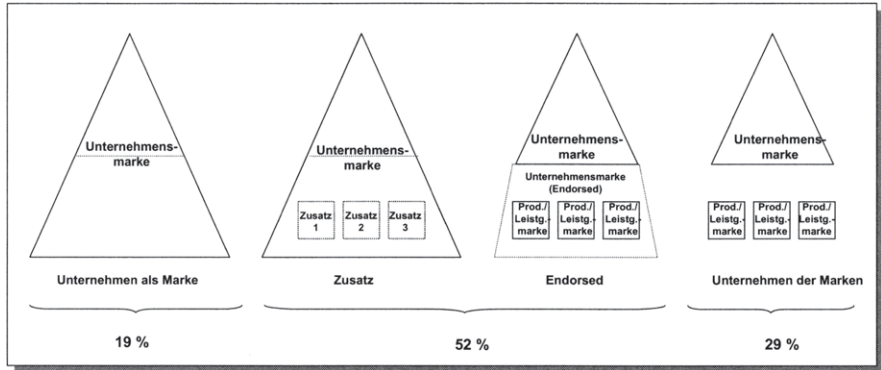 Unternehmens-
marke
Unternehmens-
marke
Zusatz
1
Zusatz
2
Zusatz
3
Unternehmens-
marke
Unternehmensmarke
(Endorsed)
Prod./
Leistg.-
marke
Prod./
Leistg.-
marke
Prod./
Leistg.-
marke
Unternehmens-
marke
Prod./
Leistg.-
marke
Prod./
Leistg.-
marke
Prod./
Leistg.-
marke
Unternehmen als Marke
Zusatz
Endorsed
Unternehmen der Marken
19 %
52 %
29 %